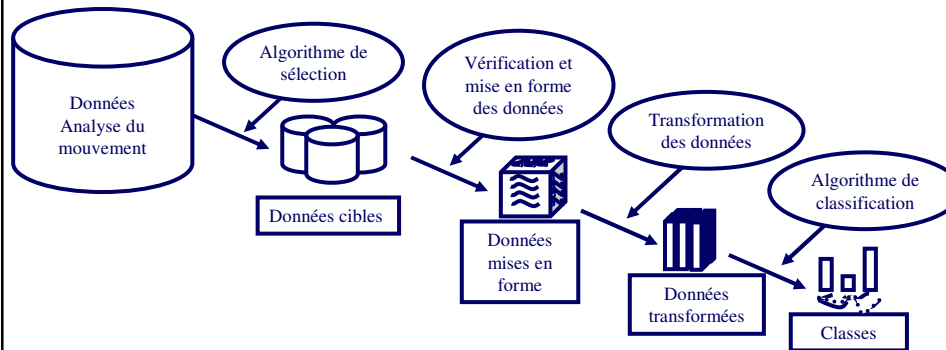 Données
Analyse du
mouvement
Algorithme de
sélection
Données cibles
Vérification et
mise en forme
des données
Données
mises en
forme
Transformation
des données
Données
transformées
Algorithme de
classification
Classes